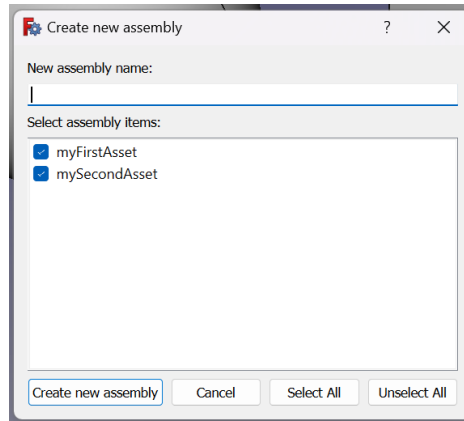 Create new assembly ?
New assembly name:
Select assembly items:
myFirstAsset
mySecondAsset
Create new assembly Cancel Select All Unselect All